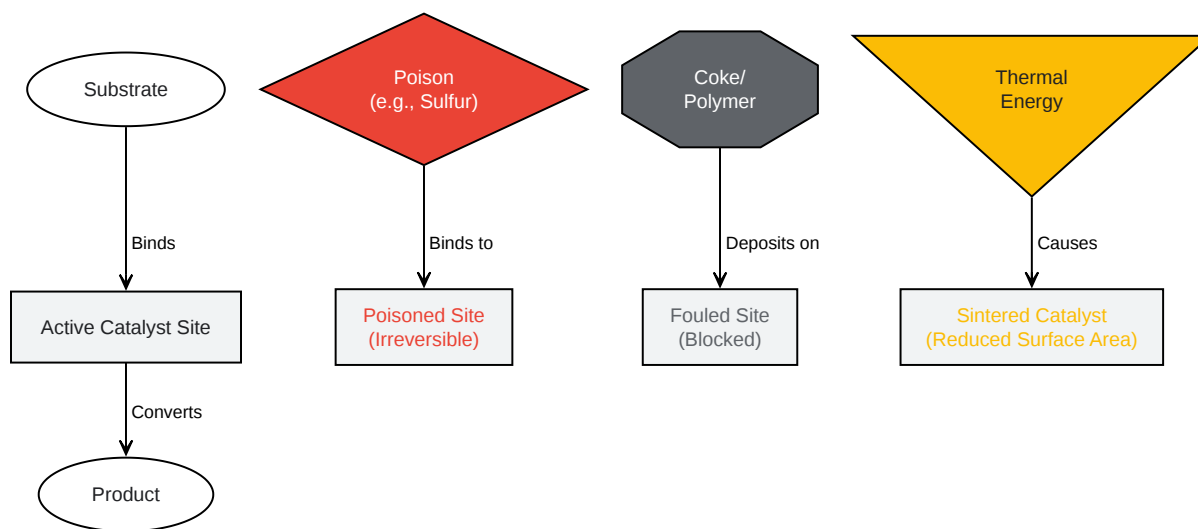 Substrate
Poison
(e.g., Sulfur)
Coke/
Polymer
Thermal
Energy
Binds
Binds to
Deposits on
Causes
Active Catalyst Site
Poisoned Site
(Irreversible)
Fouled Site
(Blocked)
Sintered Catalyst
(Reduced Surface Area)
Converts
Product